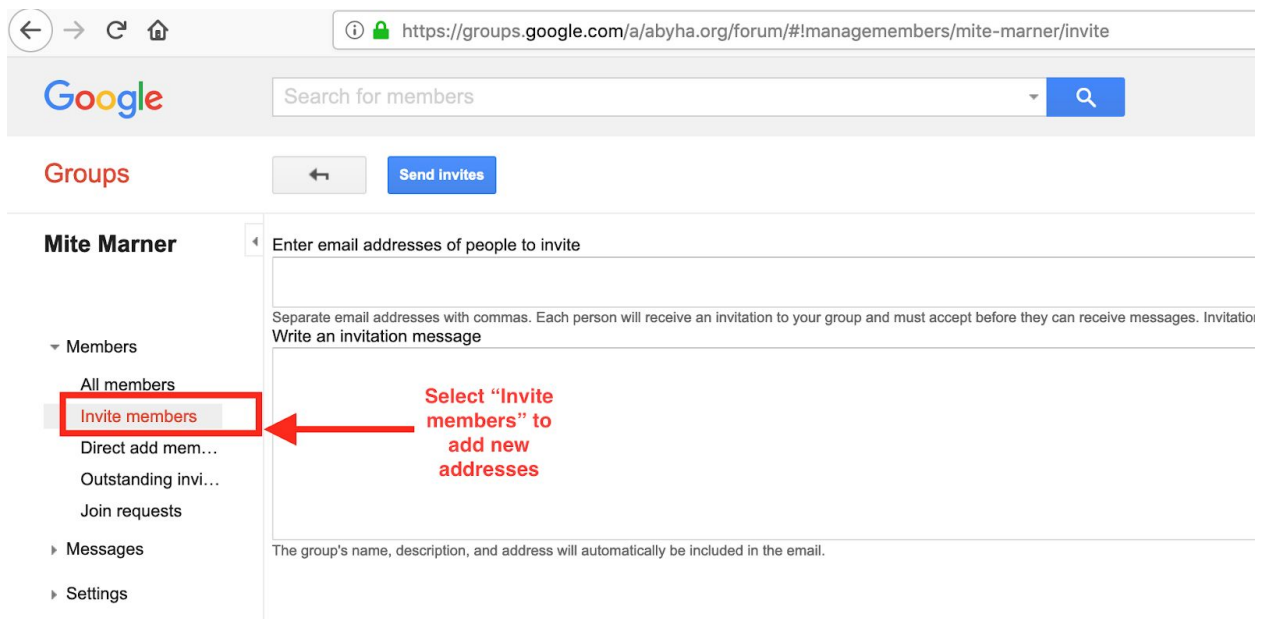 https://groups.google.com/a/abyha.org/forum/#!managemembers/mite-marner/invite
Google
Search for members
Groups
Send invites
Mite Marner
Enter email addresses of people to invite
Separate email addresses with commas. Each person will receive an invitation to your group and must accept before they can receive messages. Invitatio
Write an invitation message
Members
All members
Invite members
Direct add mem…
Outstanding invi…
Join requests
Messages
Settings
Select “Invite
members” to
add new
addresses
The group's name, description, and address will automatically be included in the email.